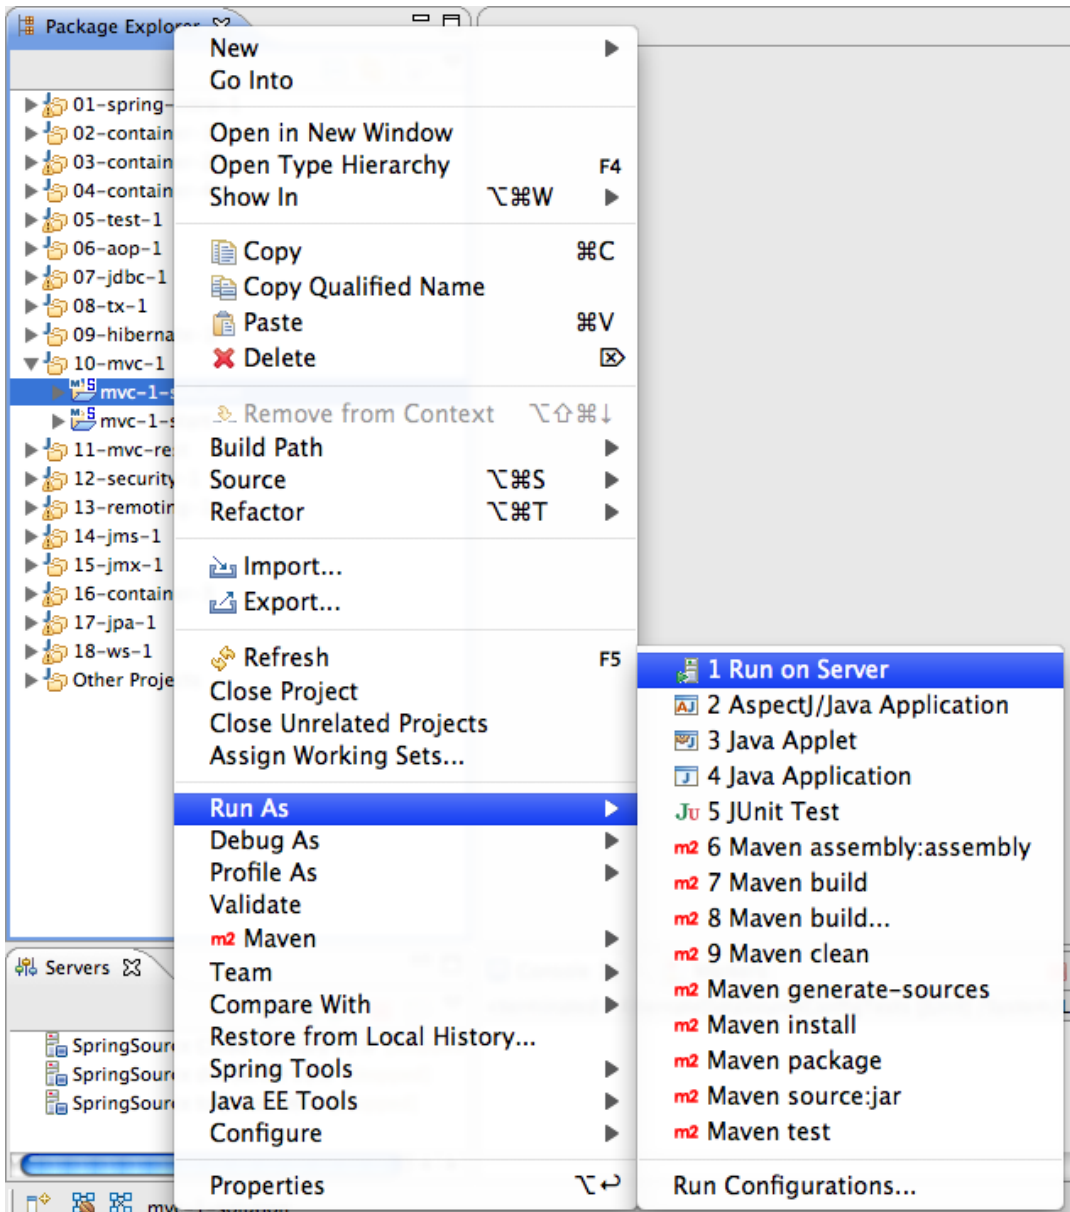 Package Explorer
01-spring-
02-contain
03-contain
04-contain
05-test-1
06-aop-1
07-jdbc-1
08-tx-1
09-hiberna
10-mvc-1
mvc-1-s
mvc-1-s
11-mvc-re
12-security
13-remotin
14-jms-1
15-jmx-1
16-contain
17-jpa-1
18-ws-1
Other Proje
Servers
SpringSour
SpringSour
SpringSour
mvc-1-solution
New
Go Into
Open in New Window
Open Type Hierarchy F4
Show In ⌥⌘W
Copy ⌘C
Copy Qualified Name
Paste ⌘V
Delete ⌦
Remove from Context ⌥⇧⌘↓
Build Path
Source ⌥⌘S
Refactor ⌥⌘T
Import...
Export...
Refresh F5
Close Project
Close Unrelated Projects
Assign Working Sets...
Run As
Debug As
Profile As
Validate
m2 Maven
Team
Compare With
Restore from Local History...
Spring Tools
Java EE Tools
Configure
Properties ⌥↩
1 Run on Server
AJ 2 AspectJ/Java Application
3 Java Applet
J 4 Java Application
Ju 5 JUnit Test
m2 6 Maven assembly:assembly
m2 7 Maven build
m2 8 Maven build...
m2 9 Maven clean
m2 Maven generate-sources
m2 Maven install
m2 Maven package
m2 Maven source:jar
m2 Maven test
Run Configurations...